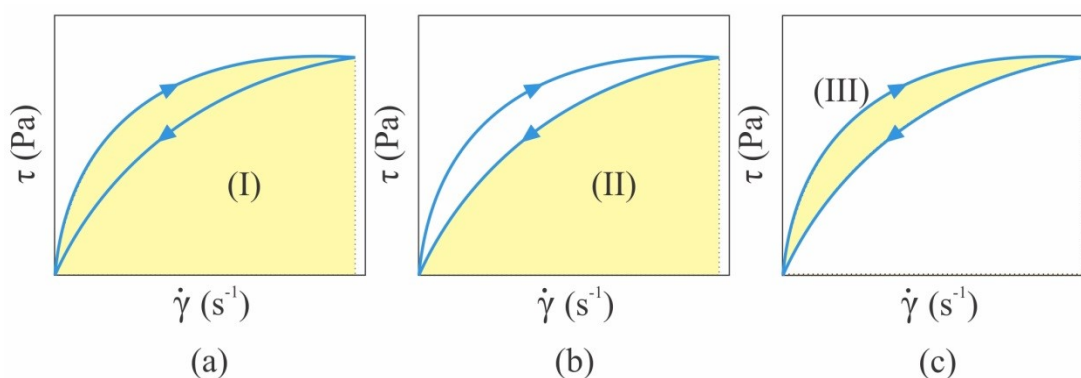 τ (Pa)
(I)
γ̇ (s⁻¹)
(a)
τ (Pa)
(II)
γ̇ (s⁻¹)
(b)
τ (Pa)
(III)
γ̇ (s⁻¹)
(c)